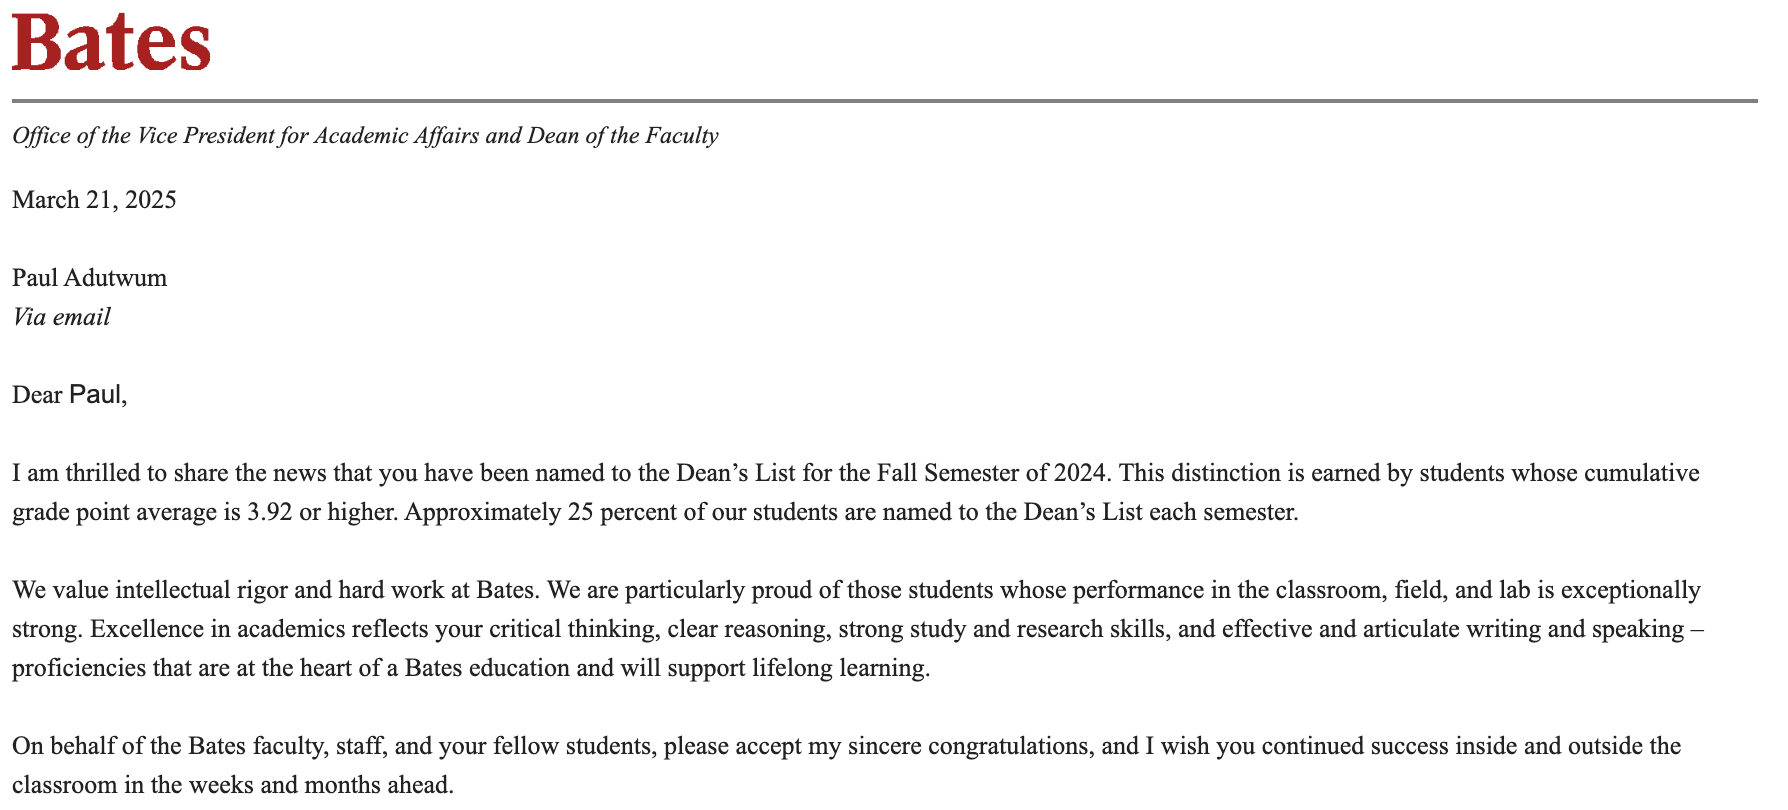 Bates
Office of the Vice President for Academic Affairs and Dean of the Faculty
March 21, 2025
Paul Adutwum
Via email
Dear Paul,
I am thrilled to share the news that you have been named to the Dean’s List for the Fall Semester of 2024. This distinction is earned by students whose cumulative
grade point average is 3.92 or higher. Approximately 25 percent of our students are named to the Dean’s List each semester.
We value intellectual rigor and hard work at Bates. We are particularly proud of those students whose performance in the classroom, field, and lab is exceptionally
strong. Excellence in academics reflects your critical thinking, clear reasoning, strong study and research skills, and effective and articulate writing and speaking –
proficiencies that are at the heart of a Bates education and will support lifelong learning.
On behalf of the Bates faculty, staff, and your fellow students, please accept my sincere congratulations, and I wish you continued success inside and outside the
classroom in the weeks and months ahead.